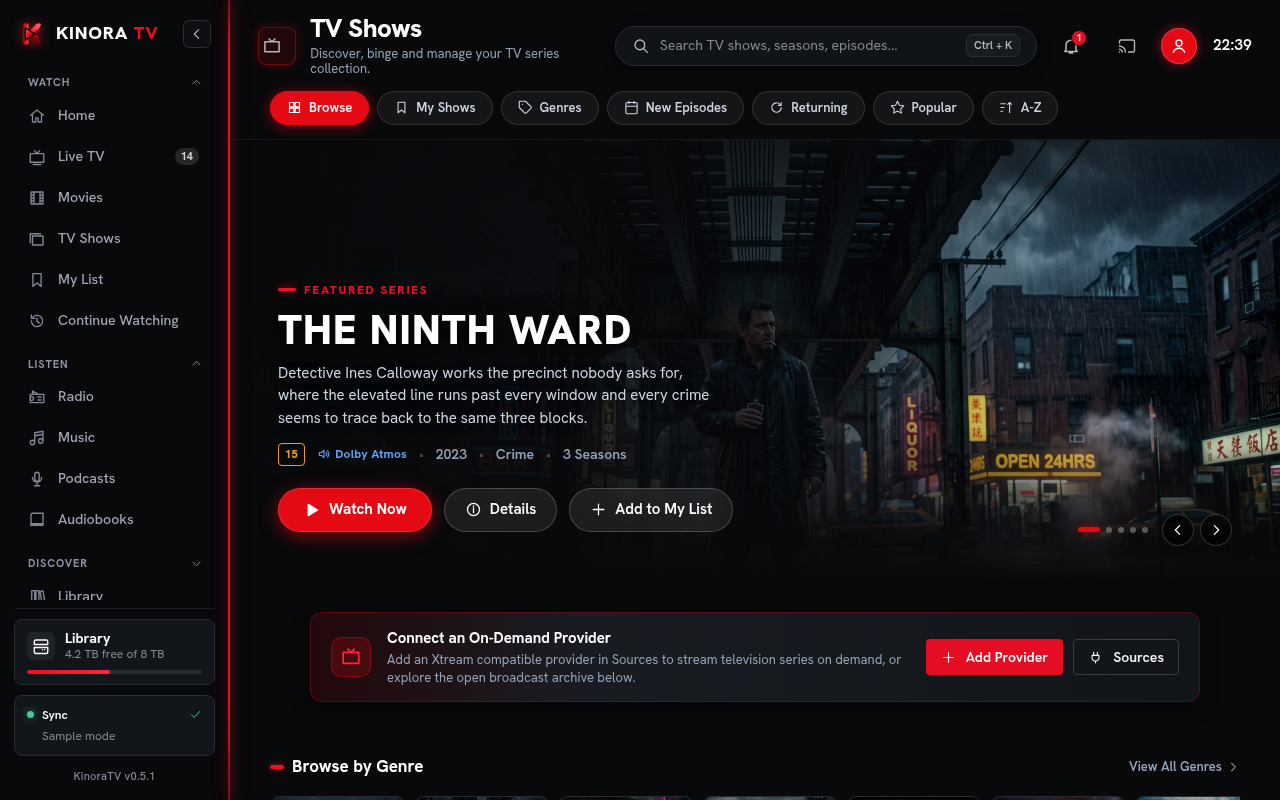 KINORA TV
WATCH
Home
Live TV
14
Movies
TV Shows
My List
Continue Watching
LISTEN
Radio
Music
Podcasts
Audiobooks
DISCOVER
Library
Library
4.2 TB free of 8 TB
Sync
Sample mode
KinoraTV v0.5.1
TV Shows
Discover, binge and manage your TV series
collection.
Search TV shows, seasons, episodes...
Ctrl + K
1
22:39
Browse
My Shows
Genres
New Episodes
Returning
Popular
A-Z
FEATURED SERIES
THE NINTH WARD
Detective Ines Calloway works the precinct nobody asks for,
where the elevated line runs past every window and every crime
seems to trace back to the same three blocks.
15
Dolby Atmos
2023
Crime
3 Seasons
Watch Now
Details
Add to My List
BAR
LIQUOR
LIQUOR
OPEN 24HRS
24HRS
Connect an On-Demand Provider
Add an Xtream compatible provider in Sources to stream television series on demand, or
explore the open broadcast archive below.
Add Provider
Sources
Browse by Genre
View All Genres